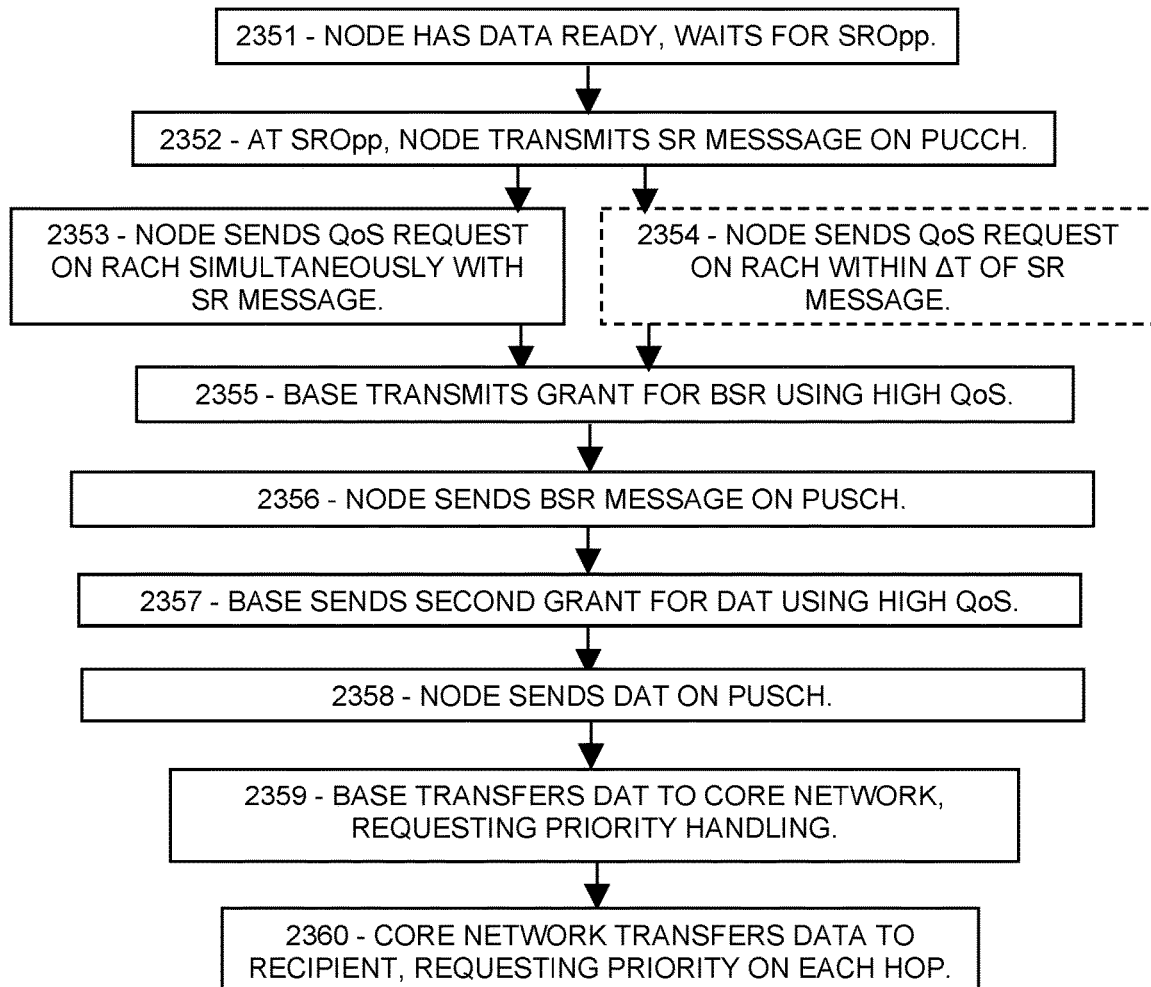 2351 - NODE HAS DATA READY, WAITS FOR SROpp.
2352 - AT SROpp, NODE TRANSMITS SR MESSSAGE ON PUCCH.
2353 - NODE SENDS QoS REQUEST
ON RACH SIMULTANEOUSLY WITH
SR MESSAGE.
2354 - NODE SENDS QoS REQUEST
ON RACH WITHIN ΔT OF SR
MESSAGE.
2355 - BASE TRANSMITS GRANT FOR BSR USING HIGH QoS.
2356 - NODE SENDS BSR MESSAGE ON PUSCH.
2357 - BASE SENDS SECOND GRANT FOR DAT USING HIGH QoS.
2358 - NODE SENDS DAT ON PUSCH.
2359 - BASE TRANSFERS DAT TO CORE NETWORK,
REQUESTING PRIORITY HANDLING.
2360 - CORE NETWORK TRANSFERS DATA TO
RECIPIENT, REQUESTING PRIORITY ON EACH HOP.